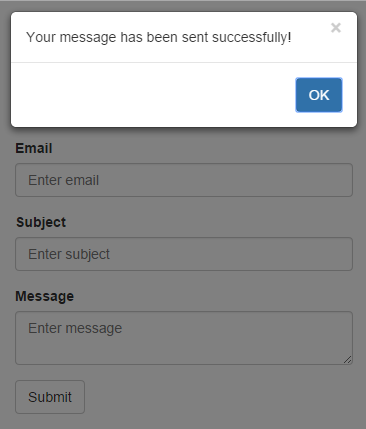 Your message has been sent successfully!
×
OK
Email
Enter email
Subject
Enter subject
Message
Enter message
Submit